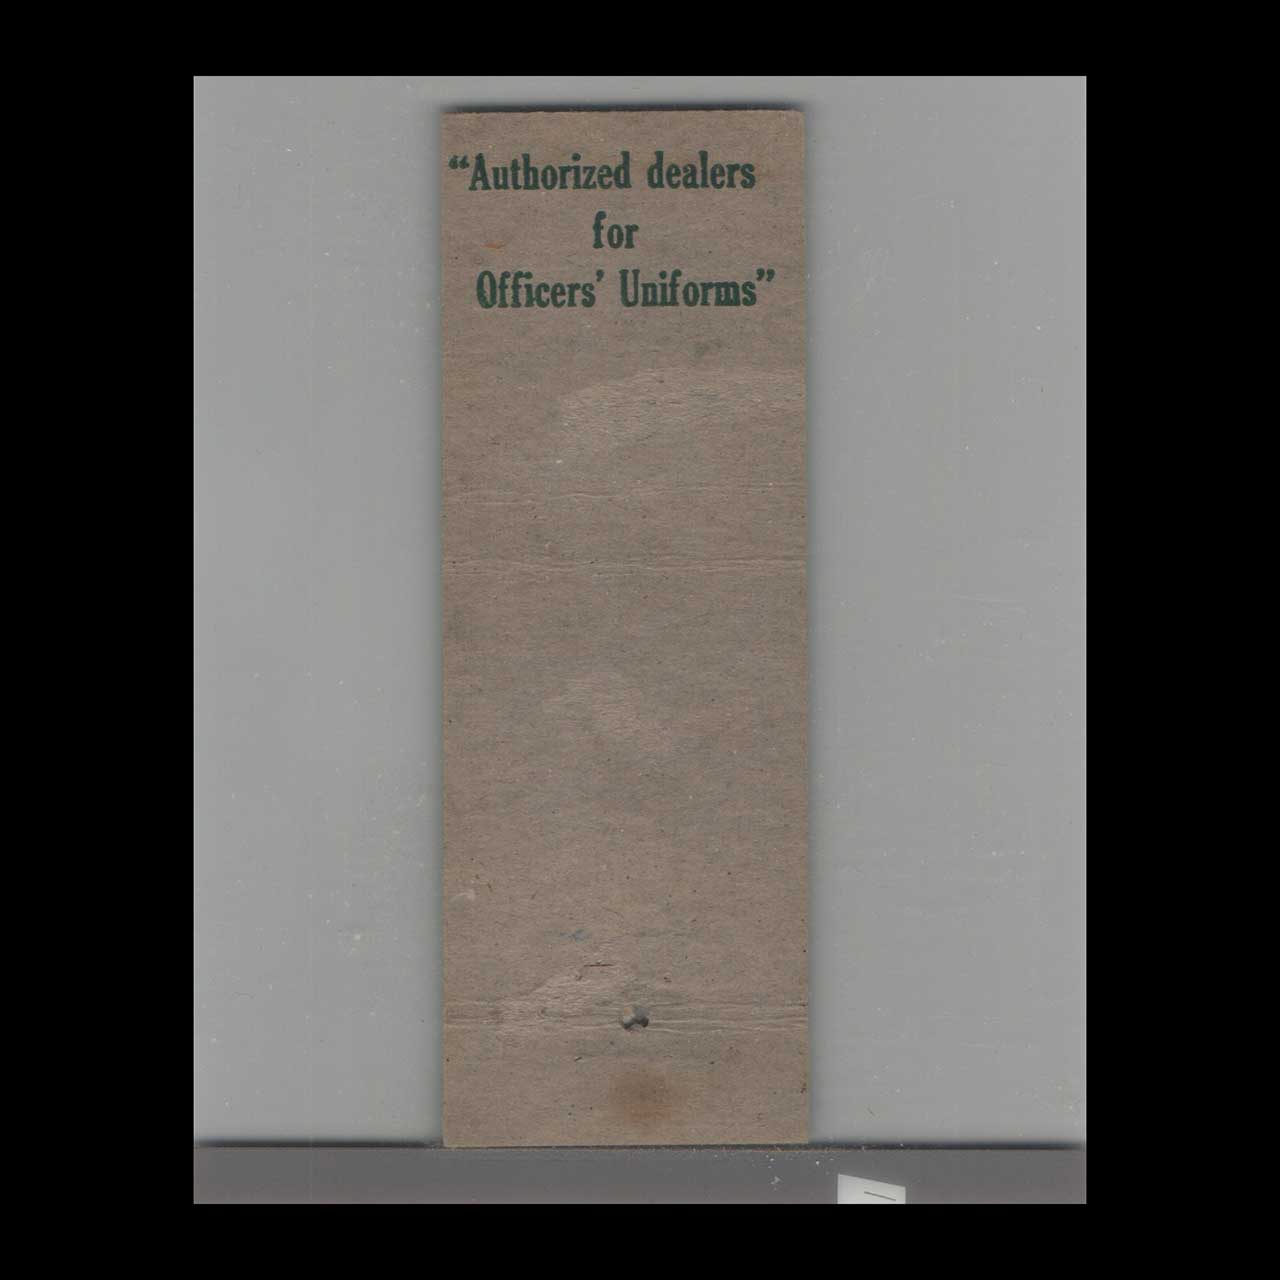 “Authorized dealers
for
Officers’ Uniforms”